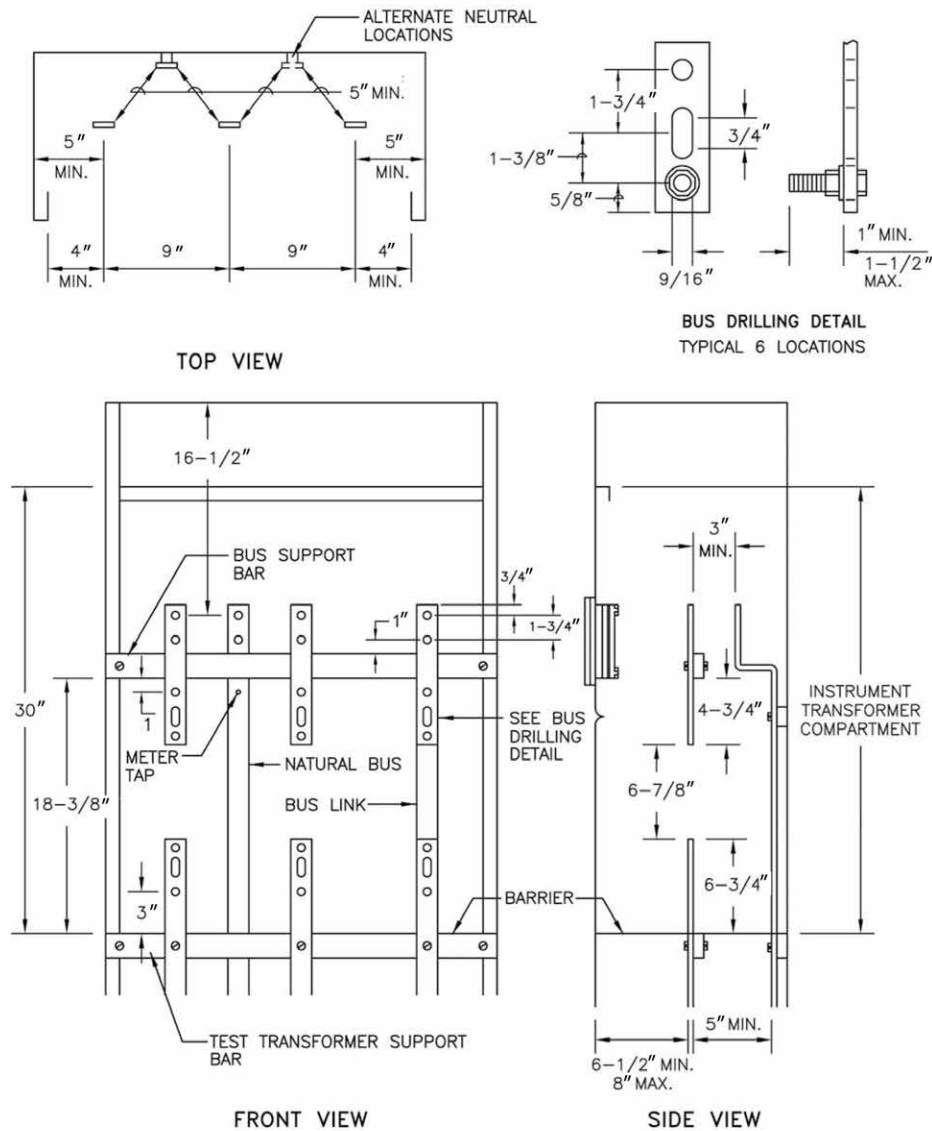 ALTERNATE NEUTRAL
LOCATIONS
5" MIN.
5"
MIN.
5"
MIN.
4"
MIN.
9"
9"
4"
MIN.
TOP VIEW
1-3/4"
3/4"
1-3/8"
5/8"
9/16"
1" MIN.
1-1/2"
MAX.
BUS DRILLING DETAIL
TYPICAL 6 LOCATIONS
16-1/2"
BUS SUPPORT
BAR
3/4"
1"
1-3/4"
30"
1
METER
TAP
NATURAL BUS
SEE BUS
DRILLING
DETAIL
18-3/8"
BUS LINK
3"
BARRIER
TEST TRANSFORMER SUPPORT
BAR
FRONT VIEW
3"
MIN.
4-3/4"
INSTRUMENT
TRANSFORMER
COMPARTMENT
6-7/8"
6-3/4"
5" MIN.
6-1/2" MIN.
8" MAX.
SIDE VIEW